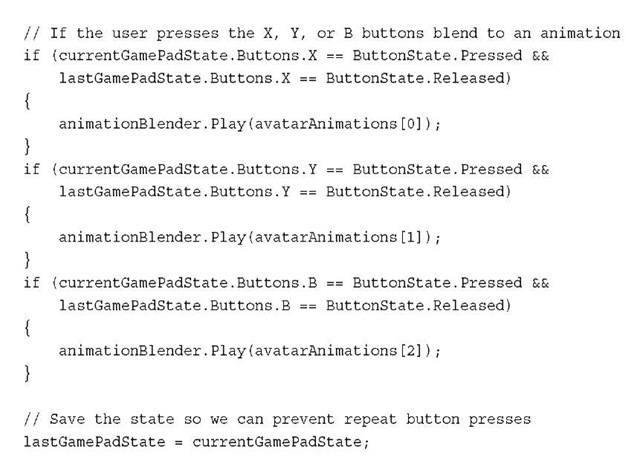 // If the user presses the X, Y, or B buttons blend to an animation
if (currentGamePadState.Buttons.X == ButtonState.Pressed &&
    lastGamePadState.Buttons.X == ButtonState.Released)
{
    animationBlender.Play(avatarAnimations[0]);
}
if (currentGamePadState.Buttons.Y == ButtonState.Pressed &&
    lastGamePadState.Buttons.Y == ButtonState.Released)
{
    animationBlender.Play(avatarAnimations[1]);
}
if (currentGamePadState.Buttons.B == ButtonState.Pressed &&
    lastGamePadState.Buttons.B == ButtonState.Released)
{
    animationBlender.Play(avatarAnimations[2]);
}

// Save the state so we can prevent repeat button presses
lastGamePadState = currentGamePadState;